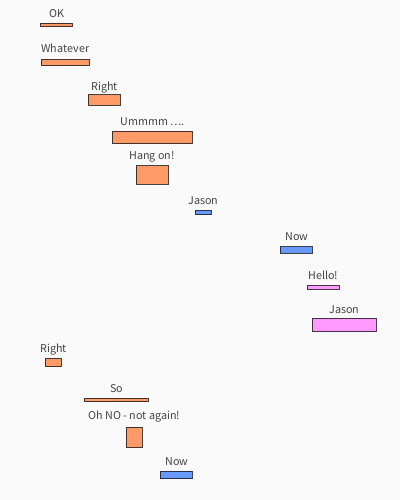 OK
Whatever
Right
Ummmm ....
Hang on!
Jason
Now
Hello!
Jason
Right
So
Oh NO - not again!
Now